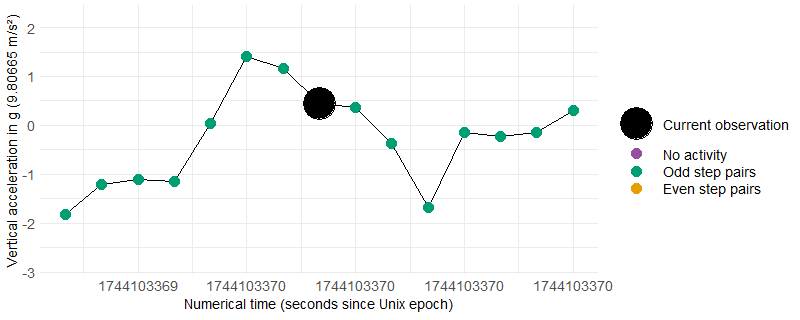 Vertical acceleration in g (9.80665 m/s²)
2
1
0
-1
-2
-3
1744103369 1744103370 1744103370 1744103370 1744103370
Numerical time (seconds since Unix epoch)
Current observation
No activity
Odd step pairs
Even step pairs